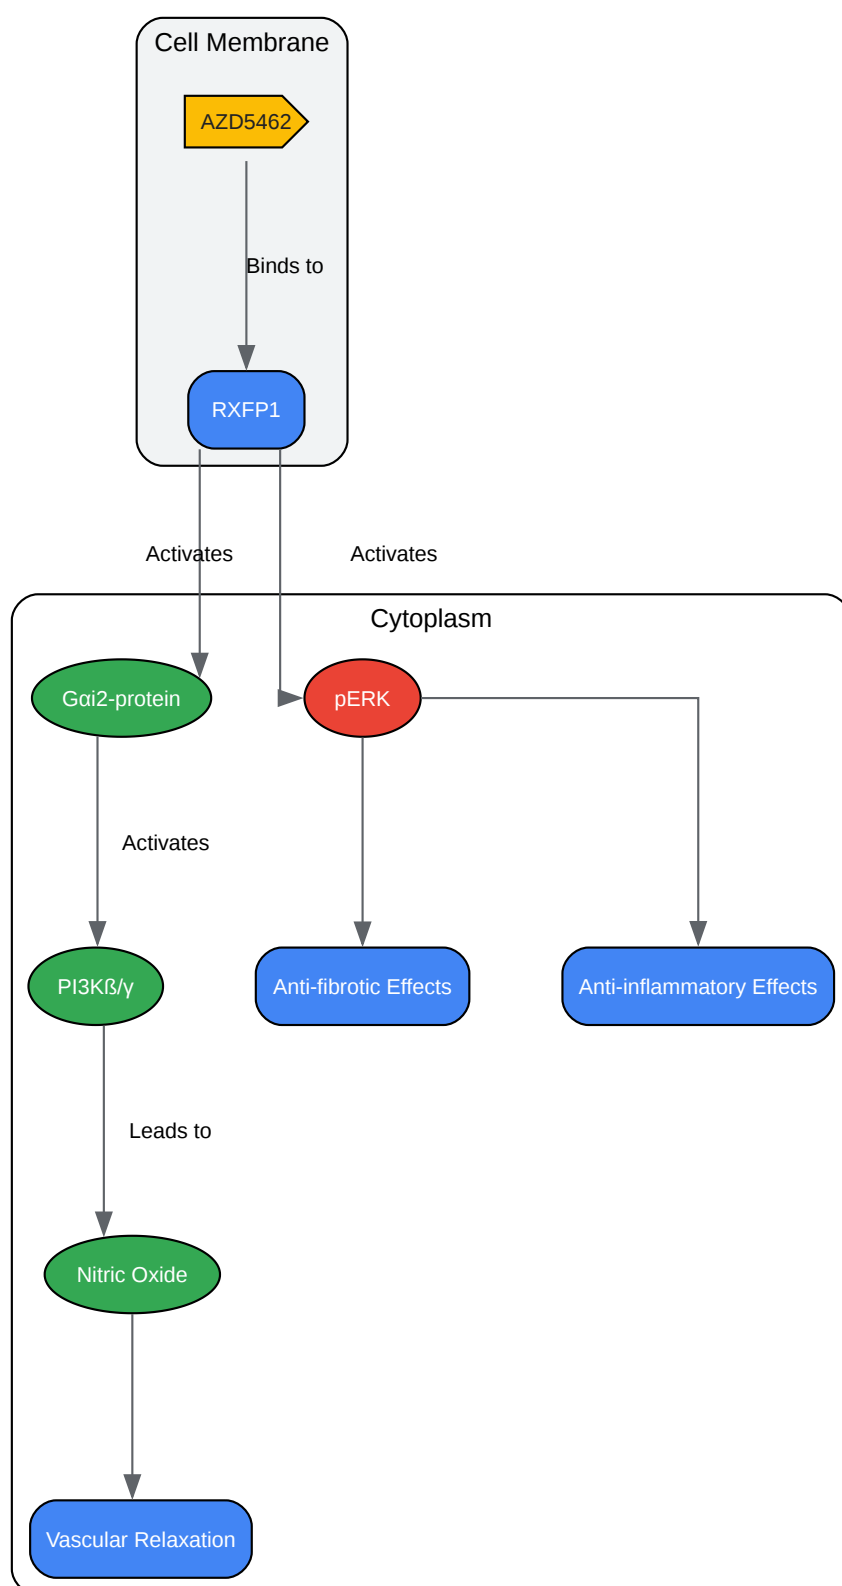 Cell Membrane
AZD5462
Binds to
RXFP1
Activates
Activates
Cytoplasm
Gαi2-protein
pERK
Activates
PI3Kß/γ
Anti-fibrotic Effects
Anti-inflammatory Effects
Leads to
Nitric Oxide
Vascular Relaxation